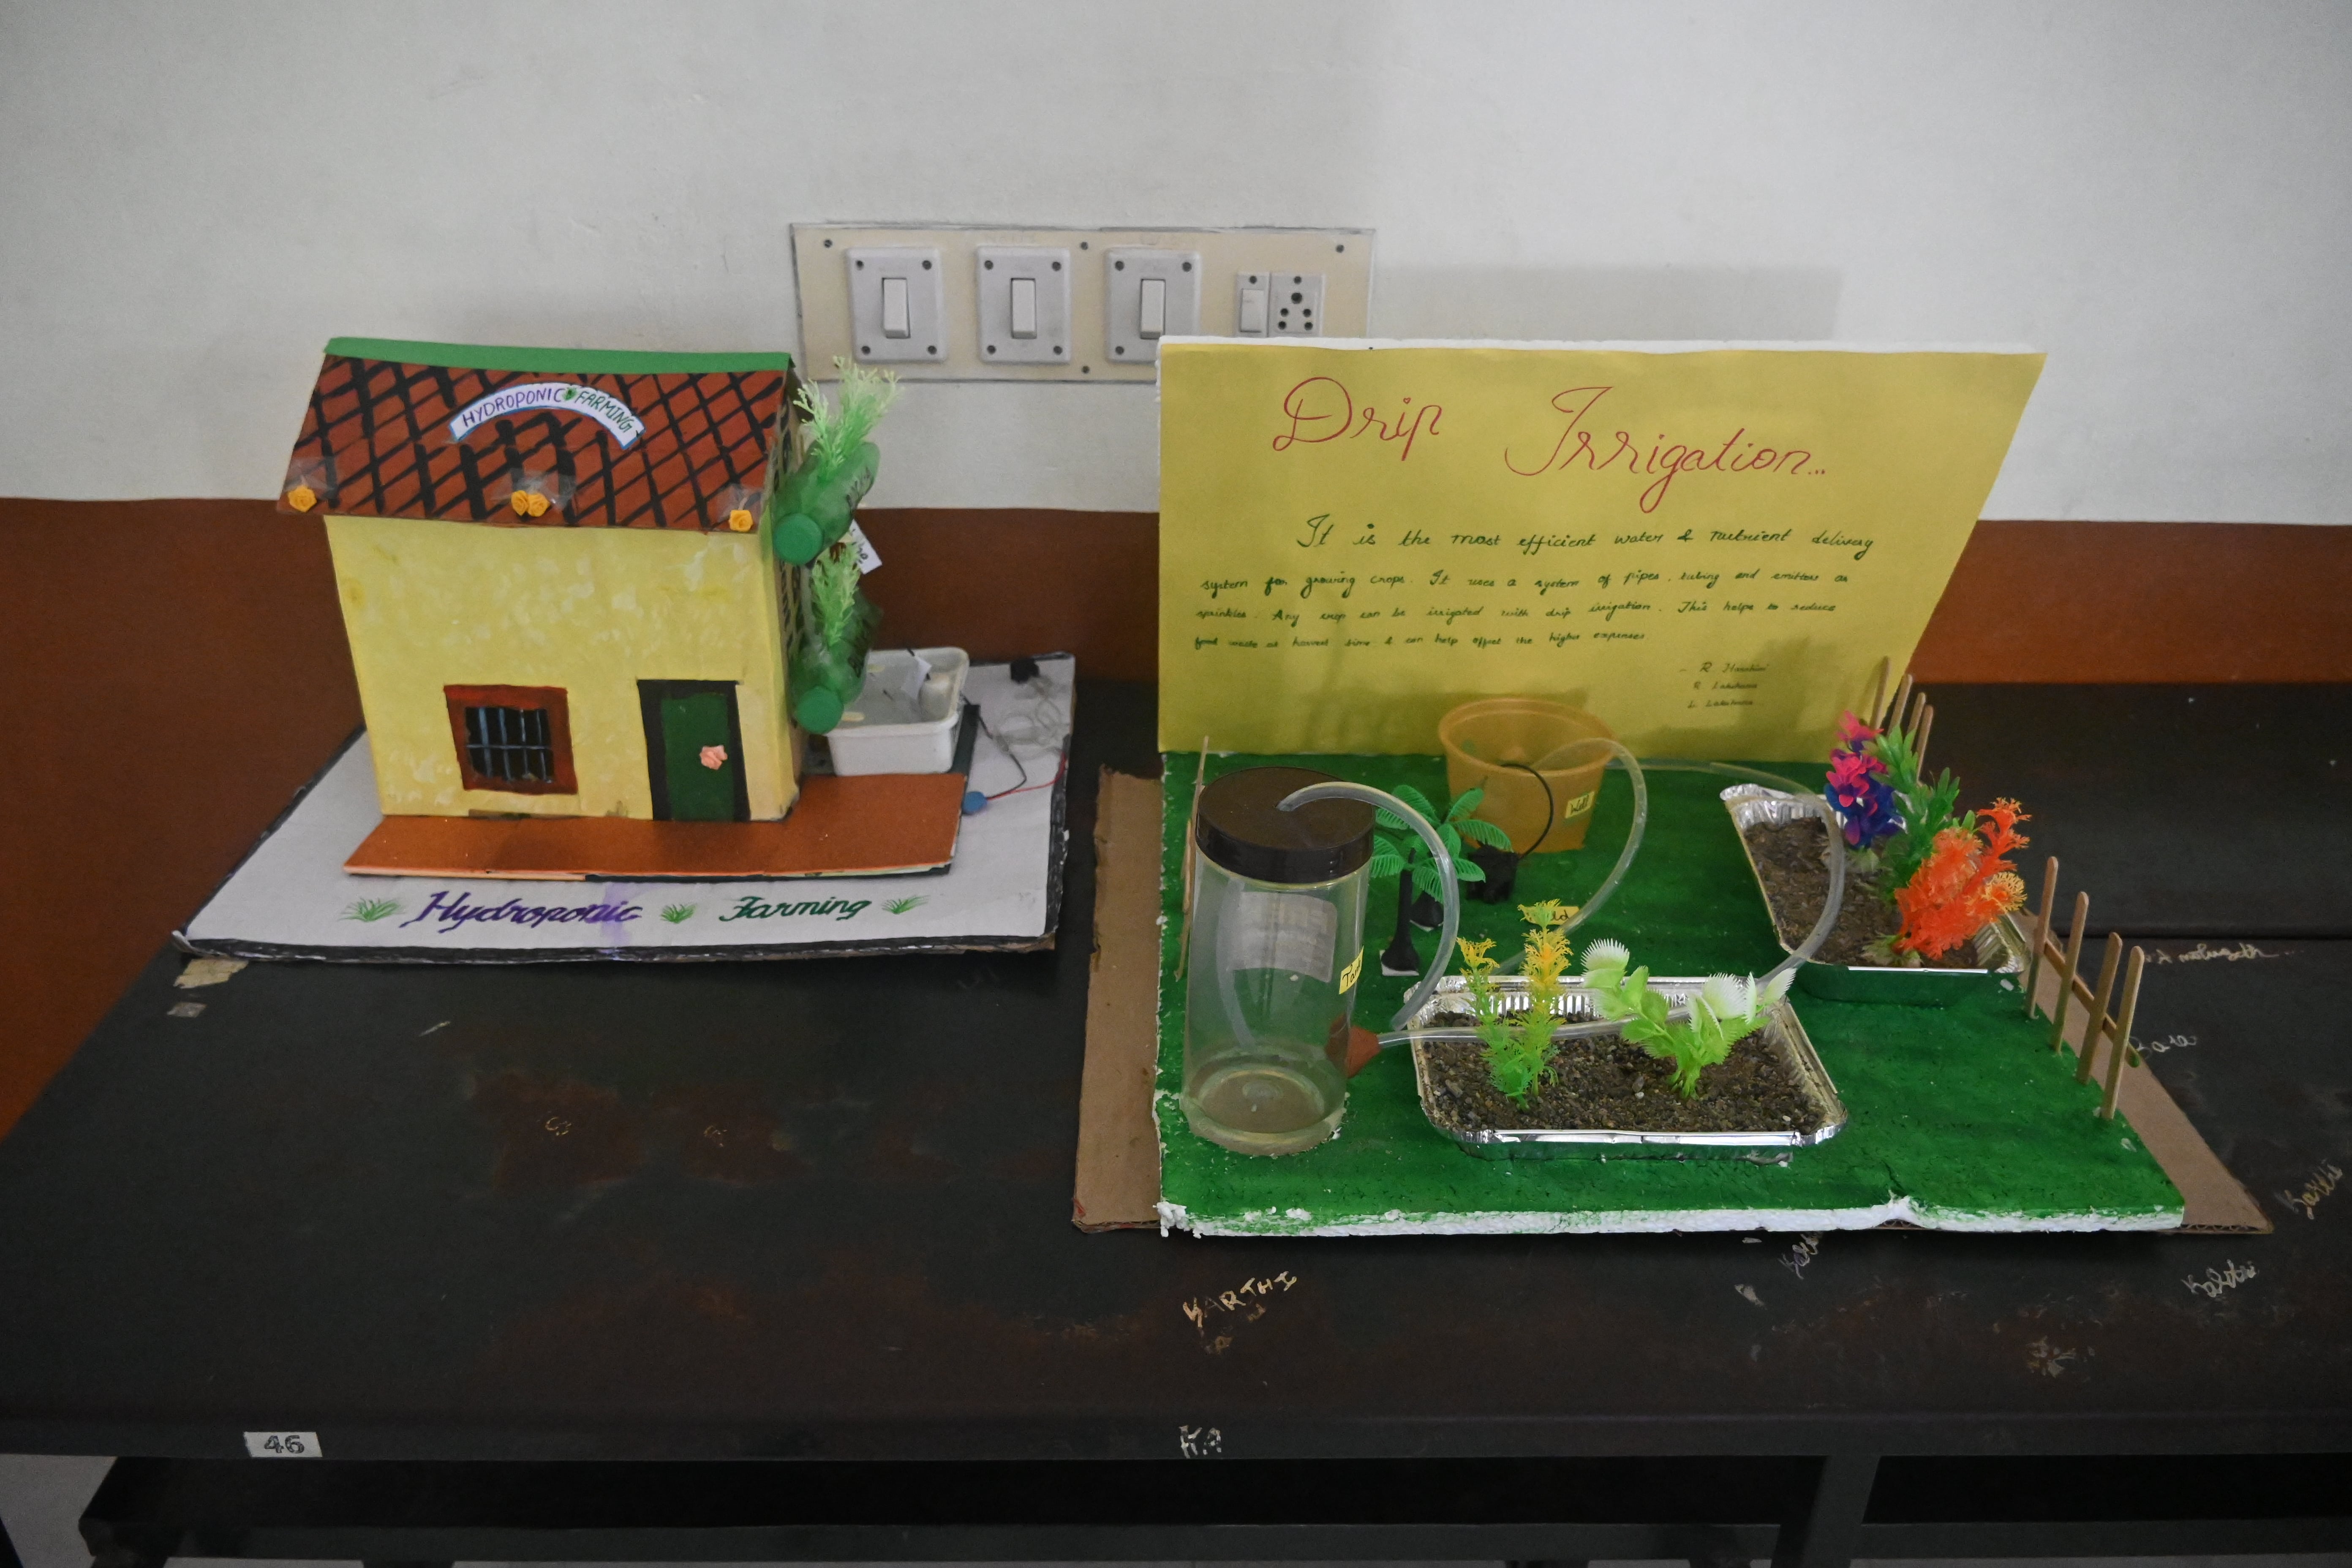 HYDROPONIC FARMING
Hydroponic Farming
Drip Irrigation...
It is the most efficient water & nutrient delivery
system for growing crops. It uses a system of pipes, tubing and emitters or
sprinkles. Any crop can be irrigated with drip irrigation. This helps to reduce
food waste at harvest time & can help offset the higher expenses
- R
R
L
Well
KARTHI
46
KA